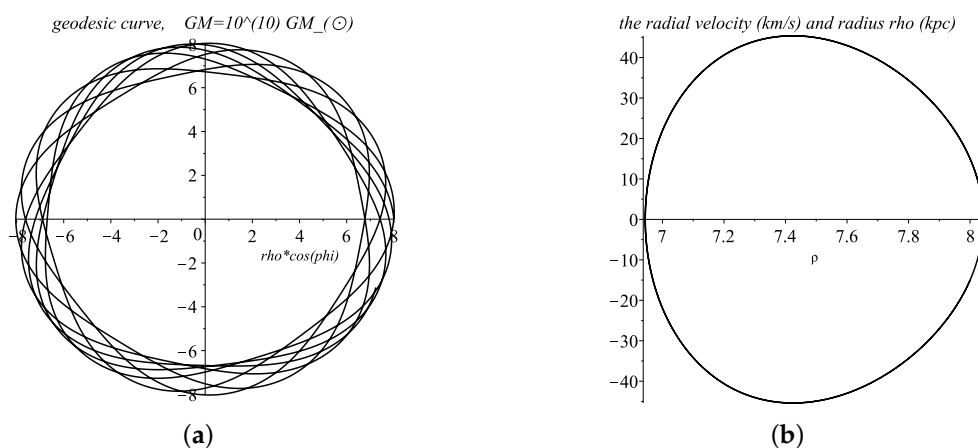 geodesic curve, GM=10^(10) GM_(☉)
8
6
4
2
−8 −6 −4 −2 0 2 4 6 8
rho*cos(phi)
−2
−4
−6
−8
(a)
the radial velocity (km/s) and radius rho (kpc)
40
30
20
10
0
7 7.2 7.4 7.6 7.8 8
ρ
−10
−20
−30
−40
(b)